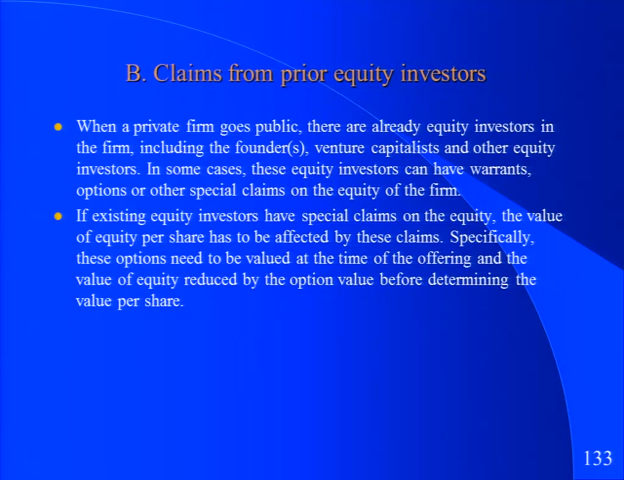 B. Claims from prior equity investors
When a private firm goes public, there are already equity investors in
the firm, including the founder(s), venture capitalists and other equity
investors. In some cases, these equity investors can have warrants,
options or other special claims on the equity of the firm.
If existing equity investors have special claims on the equity, the value
of equity per share has to be affected by these claims. Specifically,
these options need to be valued at the time of the offering and the
value of equity reduced by the option value before determining the
value per share.
133